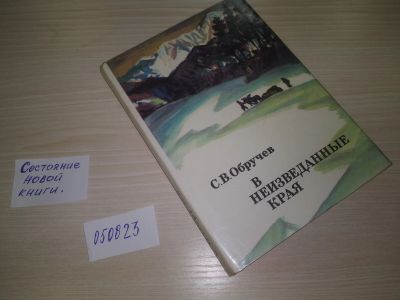 С.В.Обручев
В
НЕИЗВЕДАННЫЕ
КРАЯ
Состояние
новой
книги.
050823